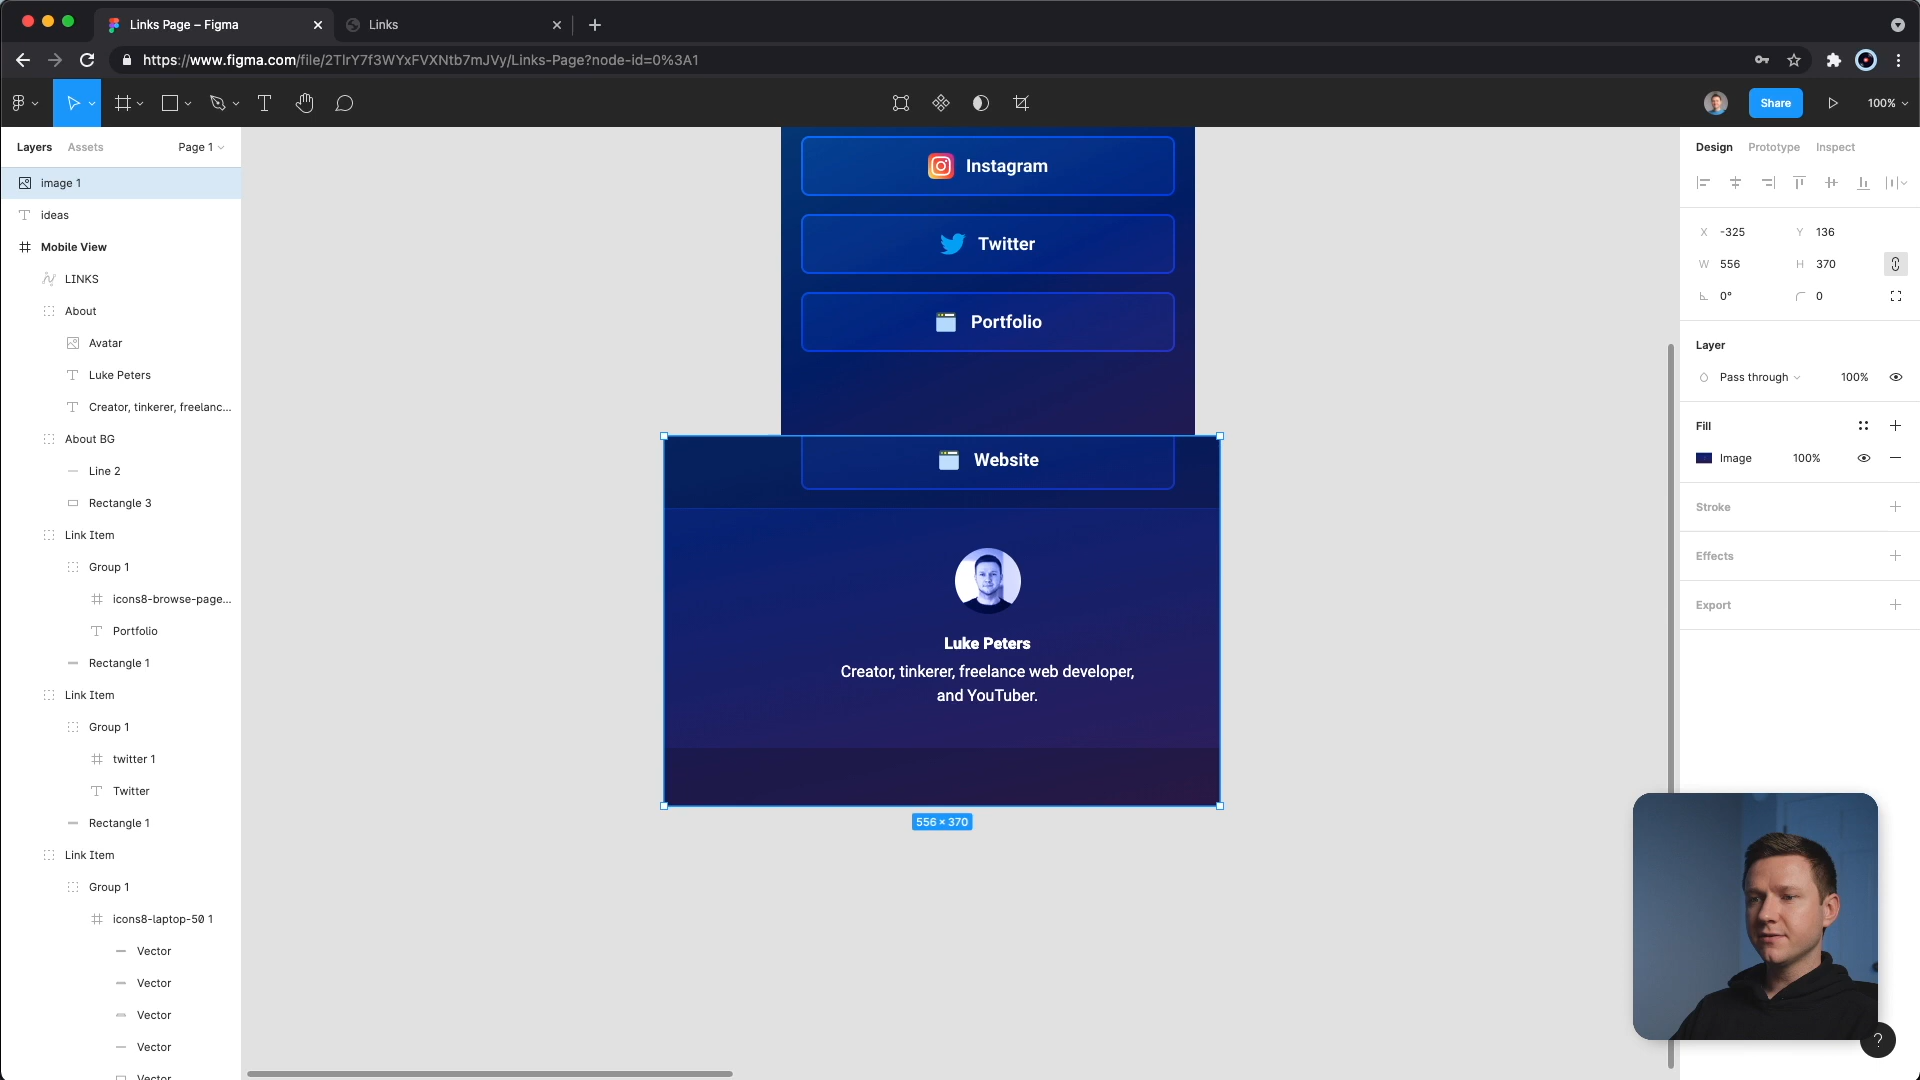 Links Page – Figma
Links
https://www.figma.com/file/2TlrY7f3WYxFVXNtb7mJVy/Links-Page?node-id=0%3A1
Share
100%
Layers
Assets
Page 1
image 1
ideas
Mobile View
LINKS
About
Avatar
Luke Peters
Creator, tinkerer, freelanc...
About BG
Line 2
Rectangle 3
Link Item
Group 1
icons8-browse-page...
Portfolio
Rectangle 1
Link Item
Group 1
twitter 1
Twitter
Rectangle 1
Link Item
Group 1
icons8-laptop-50 1
Vector
Vector
Vector
Vector
Vector
Instagram
Twitter
Portfolio
Website
Luke Peters
Creator, tinkerer, freelance web developer,
and YouTuber.
556 × 370
Design
Prototype
Inspect
X -325 Y 136
W 556 H 370
0° 0
Layer
Pass through 100%
Fill
Image 100%
Stroke
Effects
Export
?